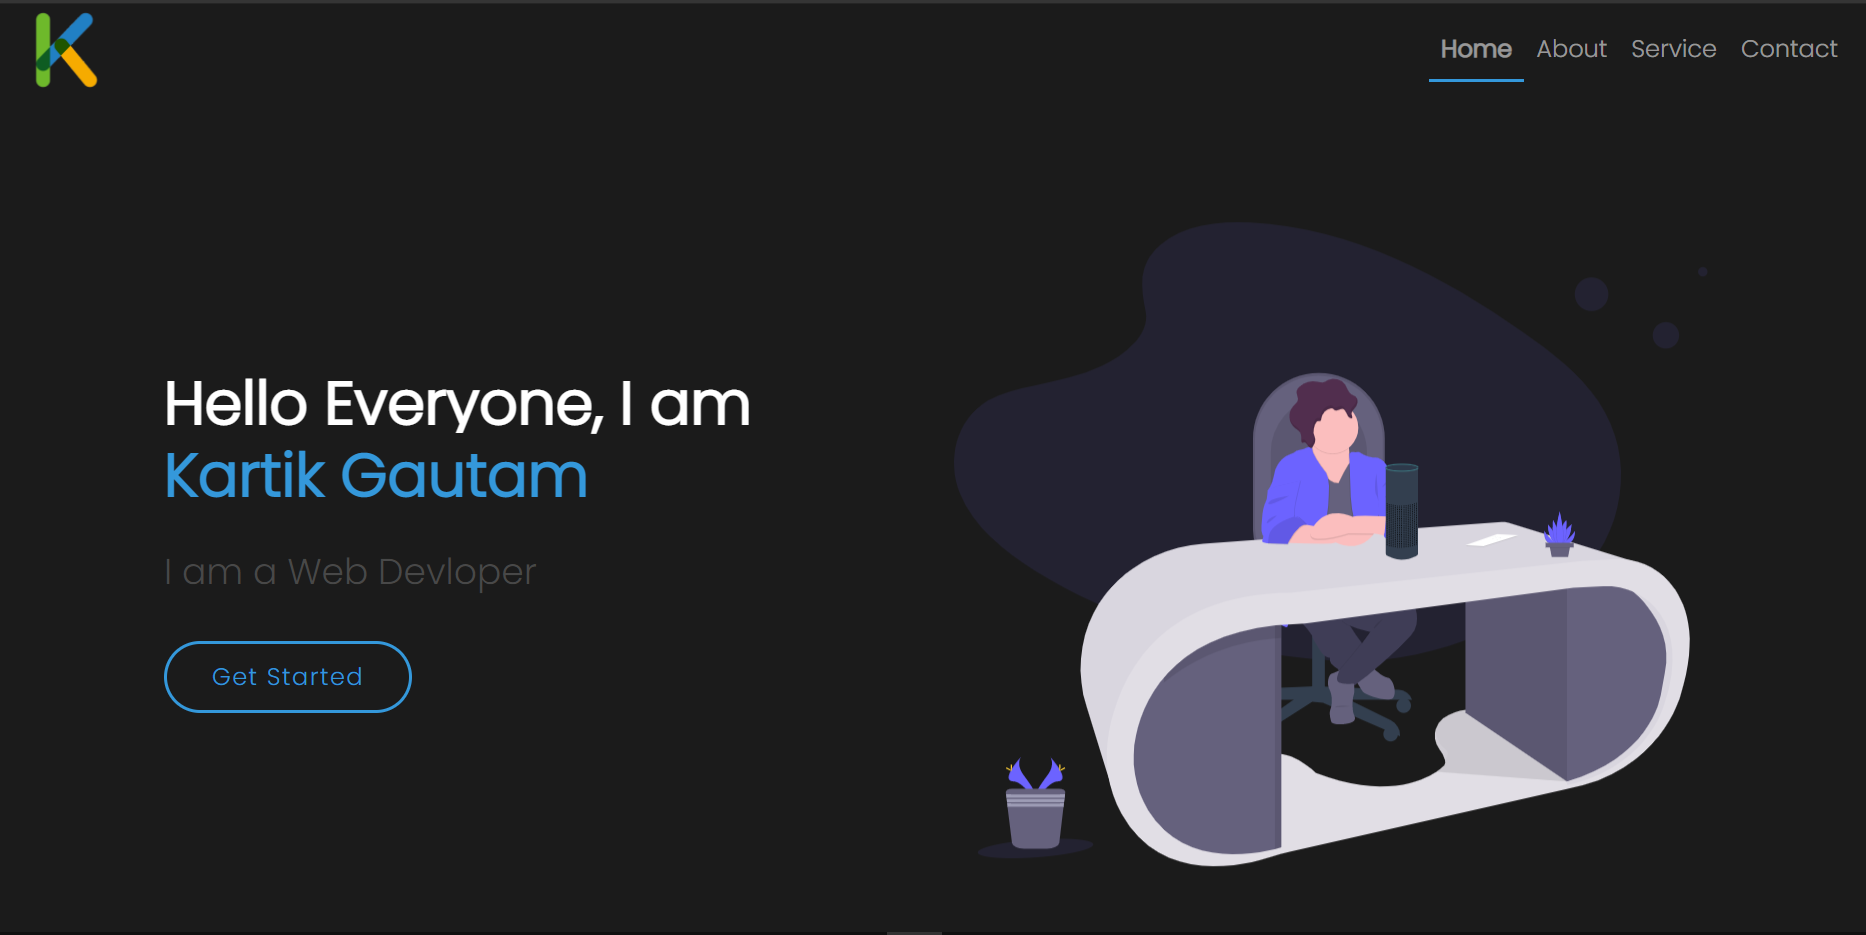 Home About Service Contact
Hello Everyone, I am
Kartik Gautam
I am a Web Devloper
Get Started